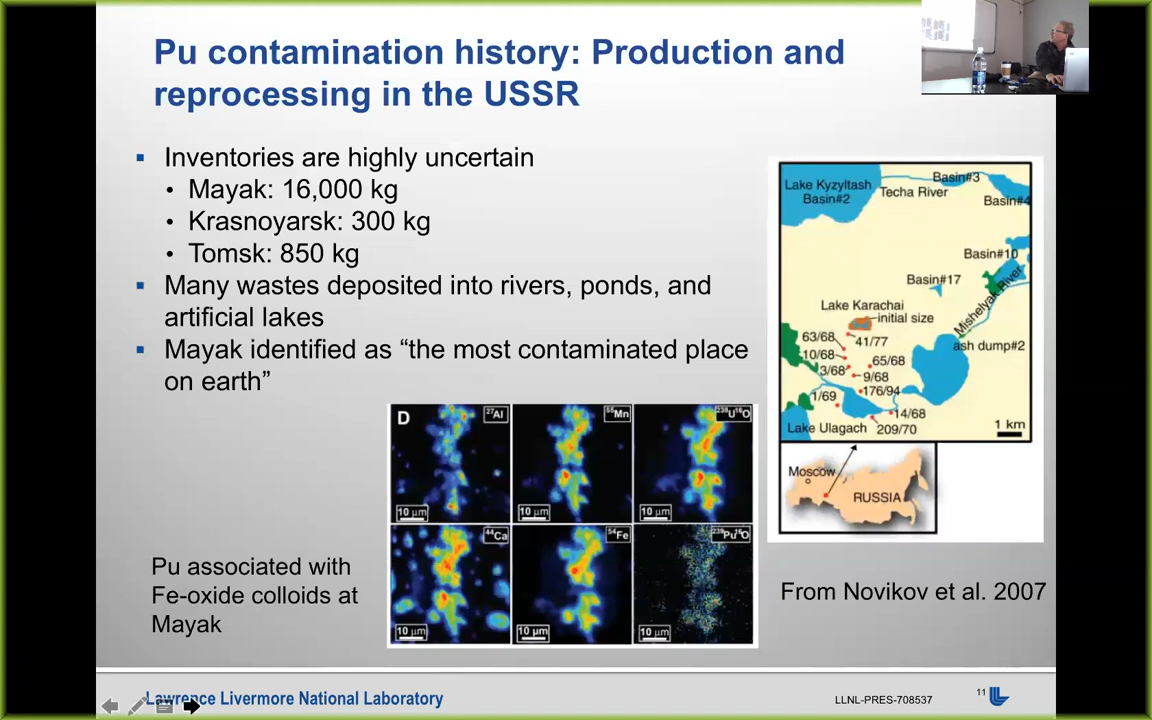 Pu contamination history: Production and
reprocessing in the USSR
▪ Inventories are highly uncertain
• Mayak: 16,000 kg
• Krasnoyarsk: 300 kg
• Tomsk: 850 kg
▪ Many wastes deposited into rivers, ponds, and
artificial lakes
▪ Mayak identified as “the most contaminated place
on earth”
Lake Kyzyltash
Basin#2
Techa River
Basin#3
Basin#4
Basin#10
Basin#17
Mishelyak River
Lake Karachai
initial size
63/68
41/77
10/68
65/68
3/68
9/68
176/94
1/69
14/68
209/70
ash dump#2
Lake Ulagach
1 km
Moscow
RUSSIA
From Novikov et al. 2007
D
27Al
55Mn
238U16O
10 µm
10 µm
10 µm
44Ca
54Fe
239Pu16O
10 µm
10 µm
10 µm
Pu associated with
Fe-oxide colloids at
Mayak
Lawrence Livermore National Laboratory
LLNL-PRES-708537
11